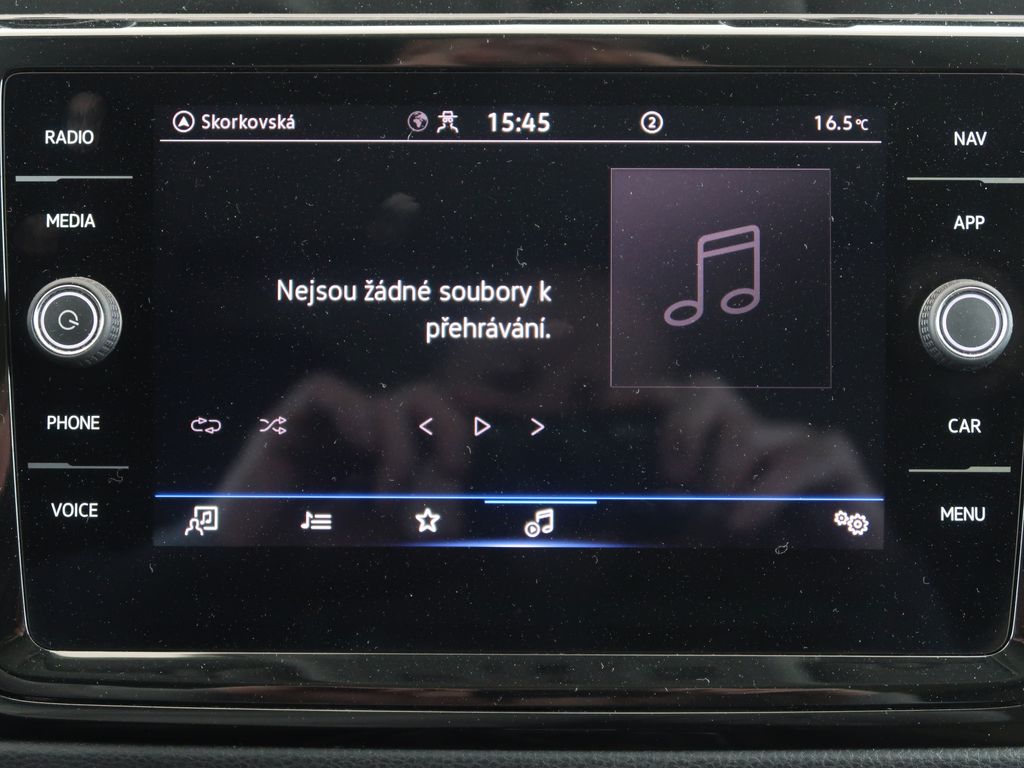 Skorkovská 15:45 2 16.5°C
RADIO
MEDIA
PHONE
VOICE
Nejsou žádné soubory k
přehrávání.
NAV
APP
CAR
MENU